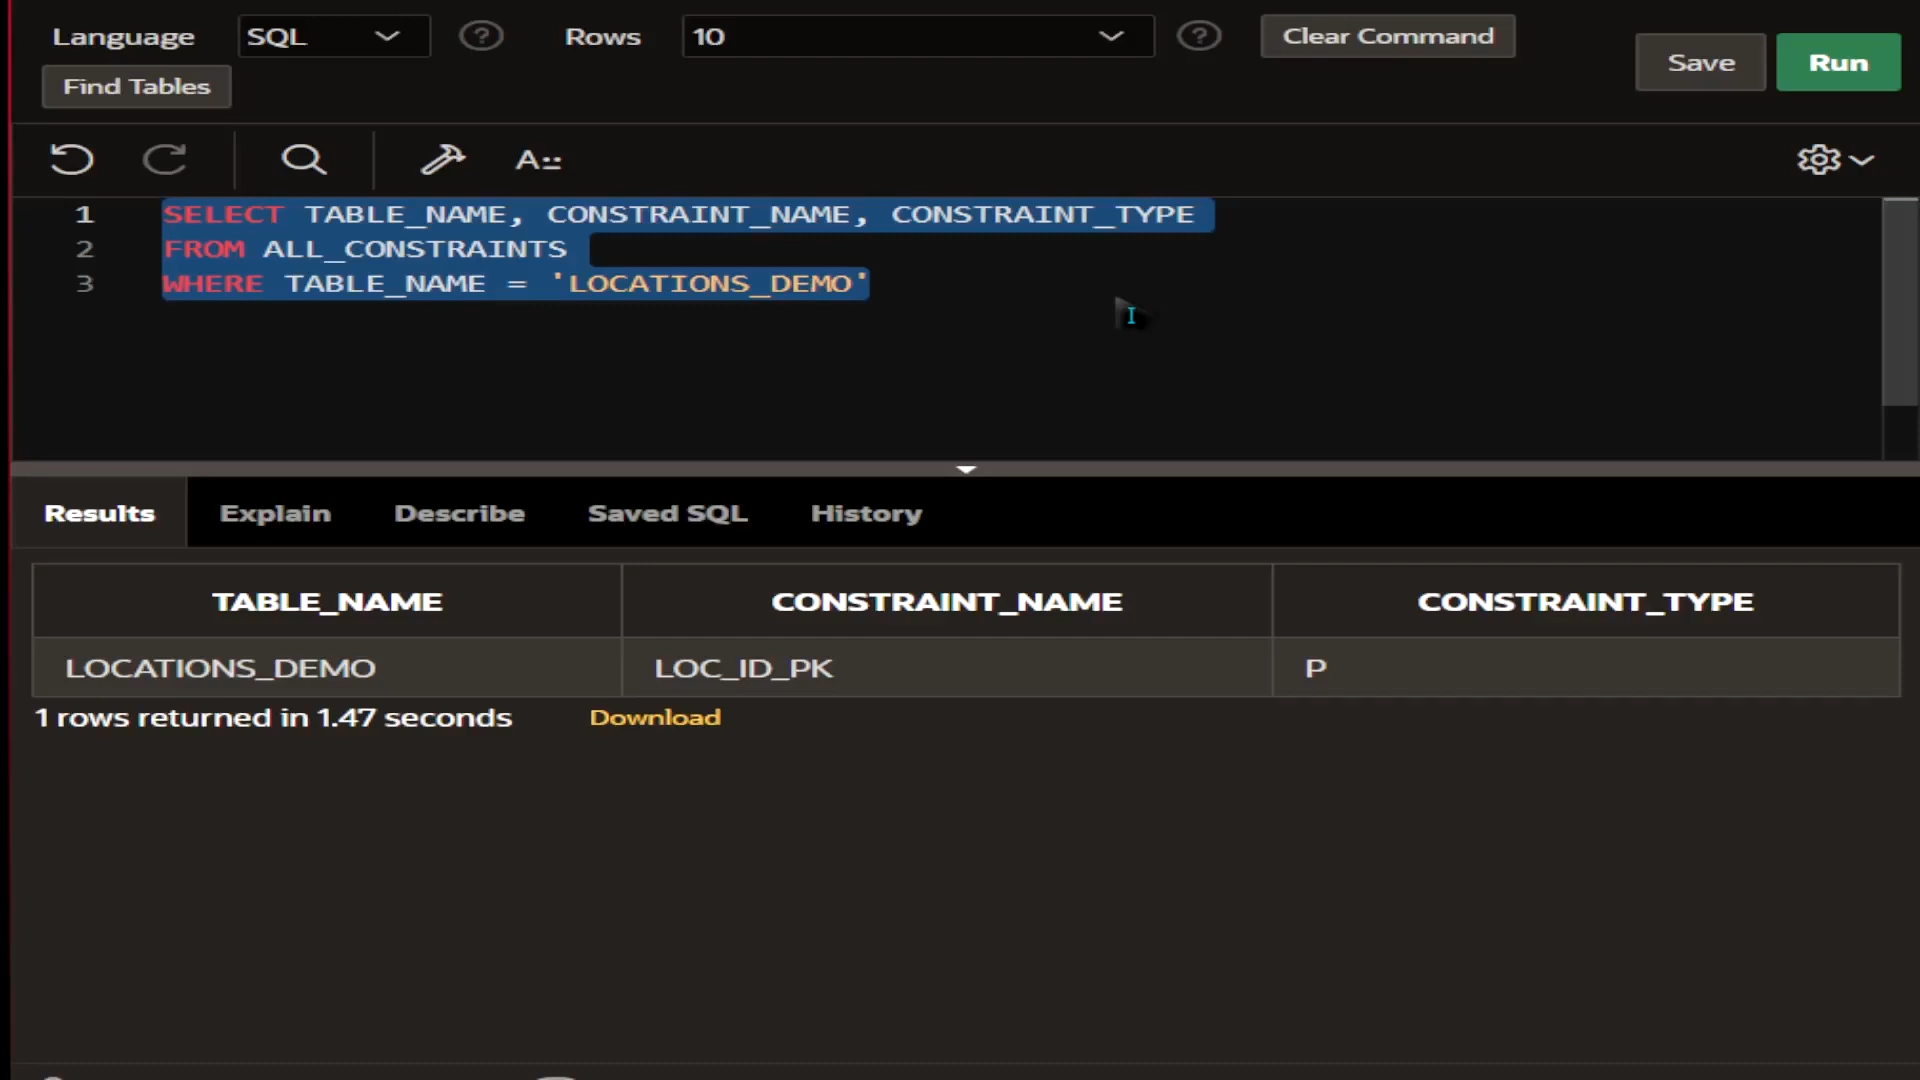 Language SQL Rows 10 Clear Command
Save Run
Find Tables
A::
1 SELECT TABLE_NAME, CONSTRAINT_NAME, CONSTRAINT_TYPE
2 FROM ALL_CONSTRAINTS
3 WHERE TABLE_NAME = 'LOCATIONS_DEMO'
Results Explain Describe Saved SQL History
TABLE_NAME CONSTRAINT_NAME CONSTRAINT_TYPE
LOCATIONS_DEMO LOC_ID_PK P
1 rows returned in 1.47 seconds Download